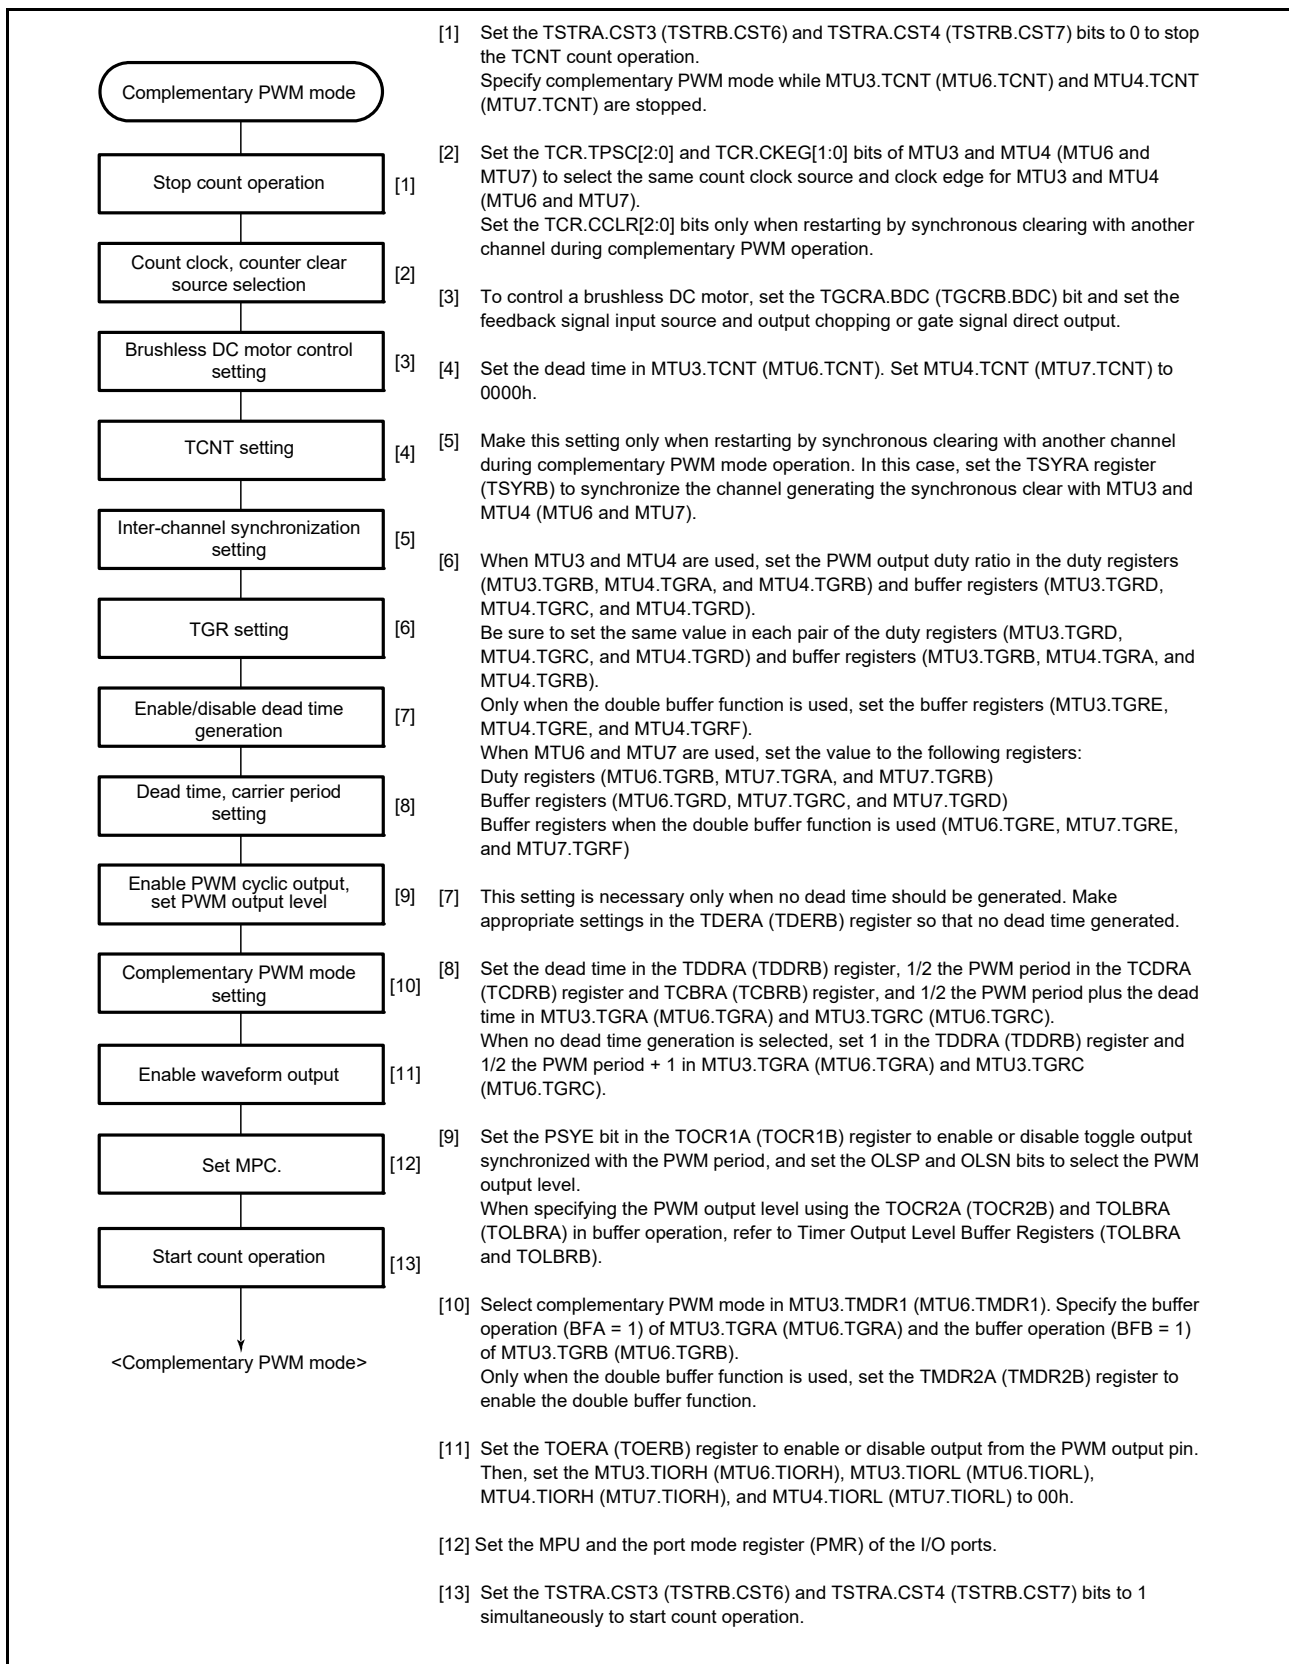 Complementary PWM mode
Stop count operation
[1]
Count clock, counter clear
source selection
[2]
Brushless DC motor control
setting
[3]
TCNT setting
[4]
Inter-channel synchronization
setting
[5]
TGR setting
[6]
Enable/disable dead time
generation
[7]
Dead time, carrier period
setting
[8]
Enable PWM cyclic output,
set PWM output level
[9]
Complementary PWM mode
setting
[10]
Enable waveform output
[11]
Set MPC.
[12]
Start count operation
[13]
<Complementary PWM mode>
[1] Set the TSTRA.CST3 (TSTRB.CST6) and TSTRA.CST4 (TSTRB.CST7) bits to 0 to stop
the TCNT count operation.
Specify complementary PWM mode while MTU3.TCNT (MTU6.TCNT) and MTU4.TCNT
(MTU7.TCNT) are stopped.
[2] Set the TCR.TPSC[2:0] and TCR.CKEG[1:0] bits of MTU3 and MTU4 (MTU6 and
MTU7) to select the same count clock source and clock edge for MTU3 and MTU4
(MTU6 and MTU7).
Set the TCR.CCLR[2:0] bits only when restarting by synchronous clearing with another
channel during complementary PWM operation.
[3] To control a brushless DC motor, set the TGCRA.BDC (TGCRB.BDC) bit and set the
feedback signal input source and output chopping or gate signal direct output.
[4] Set the dead time in MTU3.TCNT (MTU6.TCNT). Set MTU4.TCNT (MTU7.TCNT) to
0000h.
[5] Make this setting only when restarting by synchronous clearing with another channel
during complementary PWM mode operation. In this case, set the TSYRA register
(TSYRB) to synchronize the channel generating the synchronous clear with MTU3 and
MTU4 (MTU6 and MTU7).
[6] When MTU3 and MTU4 are used, set the PWM output duty ratio in the duty registers
(MTU3.TGRB, MTU4.TGRA, and MTU4.TGRB) and buffer registers (MTU3.TGRD,
MTU4.TGRC, and MTU4.TGRD).
Be sure to set the same value in each pair of the duty registers (MTU3.TGRD,
MTU4.TGRC, and MTU4.TGRD) and buffer registers (MTU3.TGRB, MTU4.TGRA, and
MTU4.TGRB).
Only when the double buffer function is used, set the buffer registers (MTU3.TGRE,
MTU4.TGRE, and MTU4.TGRF).
When MTU6 and MTU7 are used, set the value to the following registers:
Duty registers (MTU6.TGRB, MTU7.TGRA, and MTU7.TGRB)
Buffer registers (MTU6.TGRD, MTU7.TGRC, and MTU7.TGRD)
Buffer registers when the double buffer function is used (MTU6.TGRE, MTU7.TGRE,
and MTU7.TGRF)
[7] This setting is necessary only when no dead time should be generated. Make
appropriate settings in the TDERA (TDERB) register so that no dead time generated.
[8] Set the dead time in the TDDRA (TDDRB) register, 1/2 the PWM period in the TCDRA
(TCDRB) register and TCBRA (TCBRB) register, and 1/2 the PWM period plus the dead
time in MTU3.TGRA (MTU6.TGRA) and MTU3.TGRC (MTU6.TGRC).
When no dead time generation is selected, set 1 in the TDDRA (TDDRB) register and
1/2 the PWM period + 1 in MTU3.TGRA (MTU6.TGRA) and MTU3.TGRC
(MTU6.TGRC).
[9] Set the PSYE bit in the TOCR1A (TOCR1B) register to enable or disable toggle output
synchronized with the PWM period, and set the OLSP and OLSN bits to select the PWM
output level.
When specifying the PWM output level using the TOCR2A (TOCR2B) and TOLBRA
(TOLBRA) in buffer operation, refer to Timer Output Level Buffer Registers (TOLBRA
and TOLBRB).
[10] Select complementary PWM mode in MTU3.TMDR1 (MTU6.TMDR1). Specify the buffer
operation (BFA = 1) of MTU3.TGRA (MTU6.TGRA) and the buffer operation (BFB = 1)
of MTU3.TGRB (MTU6.TGRB).
Only when the double buffer function is used, set the TMDR2A (TMDR2B) register to
enable the double buffer function.
[11] Set the TOERA (TOERB) register to enable or disable output from the PWM output pin.
Then, set the MTU3.TIORH (MTU6.TIORH), MTU3.TIORL (MTU6.TIORL),
MTU4.TIORH (MTU7.TIORH), and MTU4.TIORL (MTU7.TIORL) to 00h.
[12] Set the MPU and the port mode register (PMR) of the I/O ports.
[13] Set the TSTRA.CST3 (TSTRB.CST6) and TSTRA.CST4 (TSTRB.CST7) bits to 1
simultaneously to start count operation.